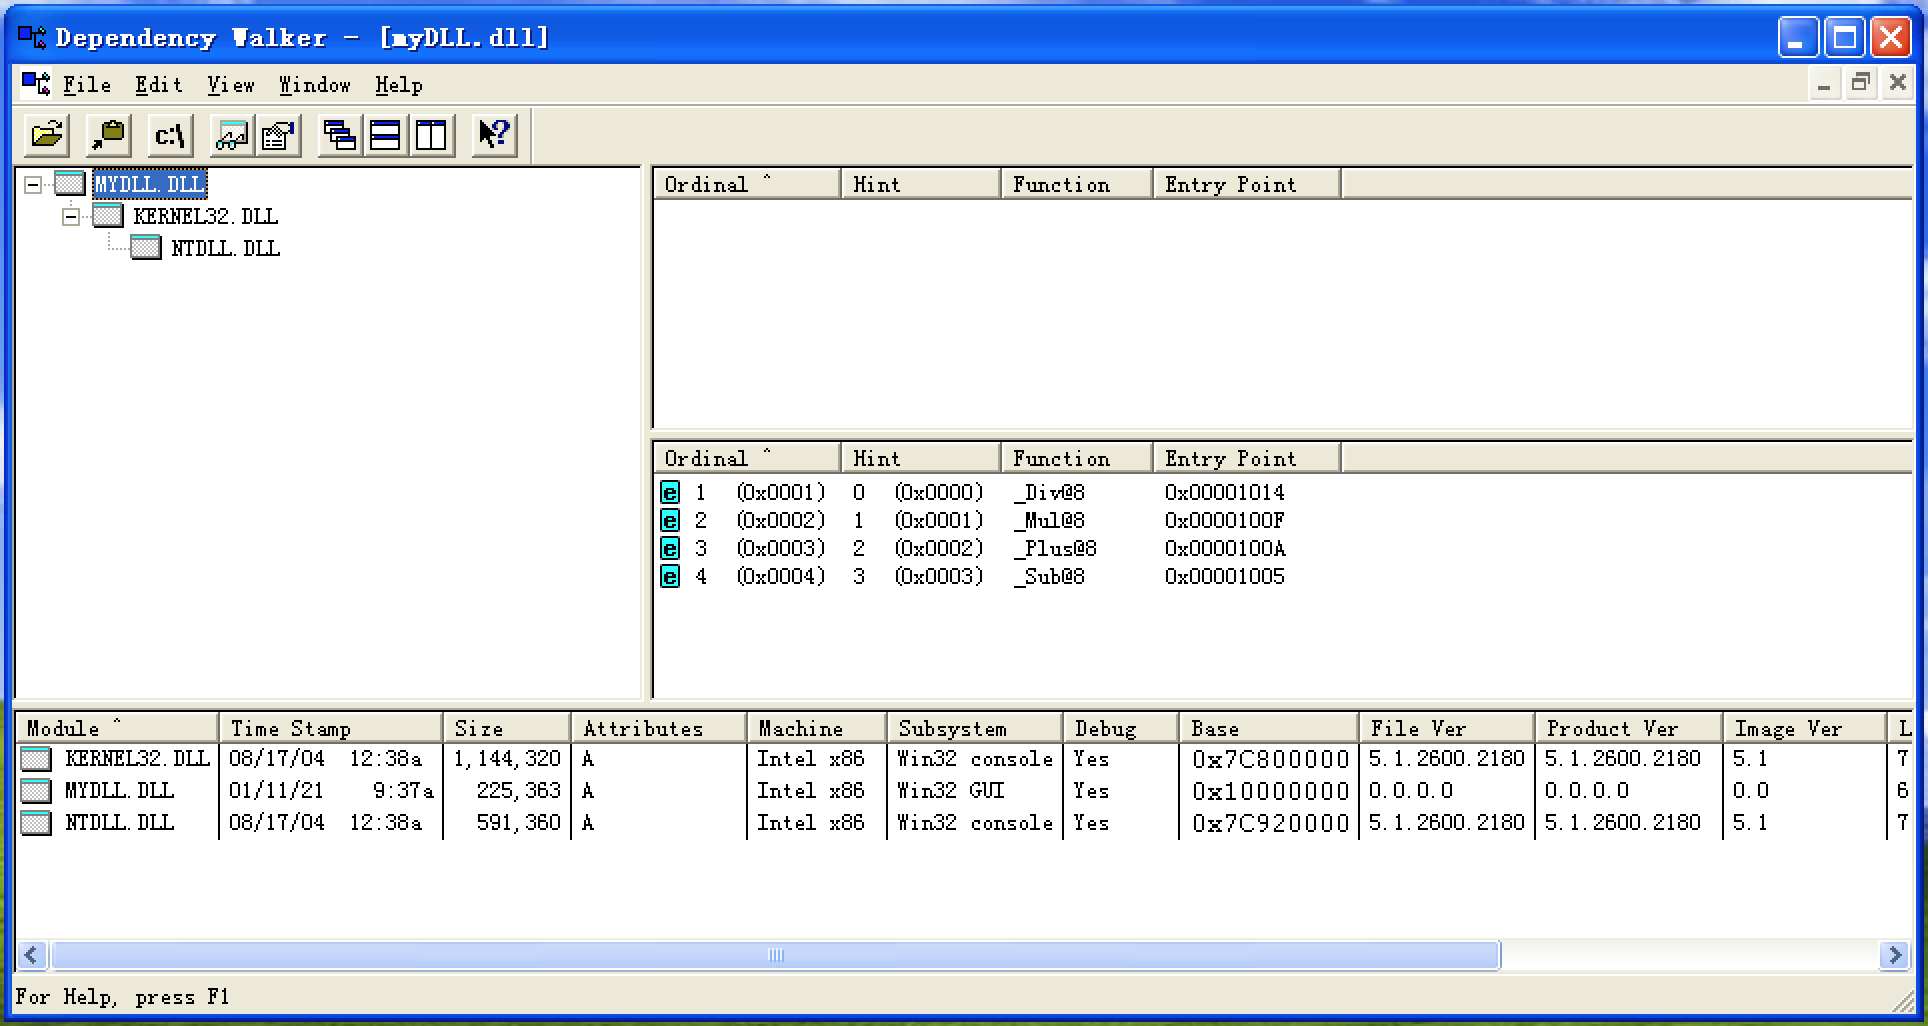 Dependency Walker - [myDLL.dll]
File Edit View Window Help
c:\
MYDLL.DLL
KERNEL32.DLL
NTDLL.DLL
Ordinal ^ Hint Function Entry Point
Ordinal ^ Hint Function Entry Point
e 1 (0x0001) 0 (0x0000) _Div@8 0x00001014
e 2 (0x0002) 1 (0x0001) _Mul@8 0x0000100F
e 3 (0x0003) 2 (0x0002) _Plus@8 0x0000100A
e 4 (0x0004) 3 (0x0003) _Sub@8 0x00001005
Module ^ Time Stamp Size Attributes Machine Subsystem Debug Base File Ver Product Ver Image Ver L
KERNEL32.DLL 08/17/04 12:38a 1,144,320 A Intel x86 Win32 console Yes 0x7C800000 5.1.2600.2180 5.1.2600.2180 5.1 7
MYDLL.DLL 01/11/21 9:37a 225,363 A Intel x86 Win32 GUI Yes 0x10000000 0.0.0.0 0.0.0.0 0.0 6
NTDLL.DLL 08/17/04 12:38a 591,360 A Intel x86 Win32 console Yes 0x7C920000 5.1.2600.2180 5.1.2600.2180 5.1 7
For Help, press F1